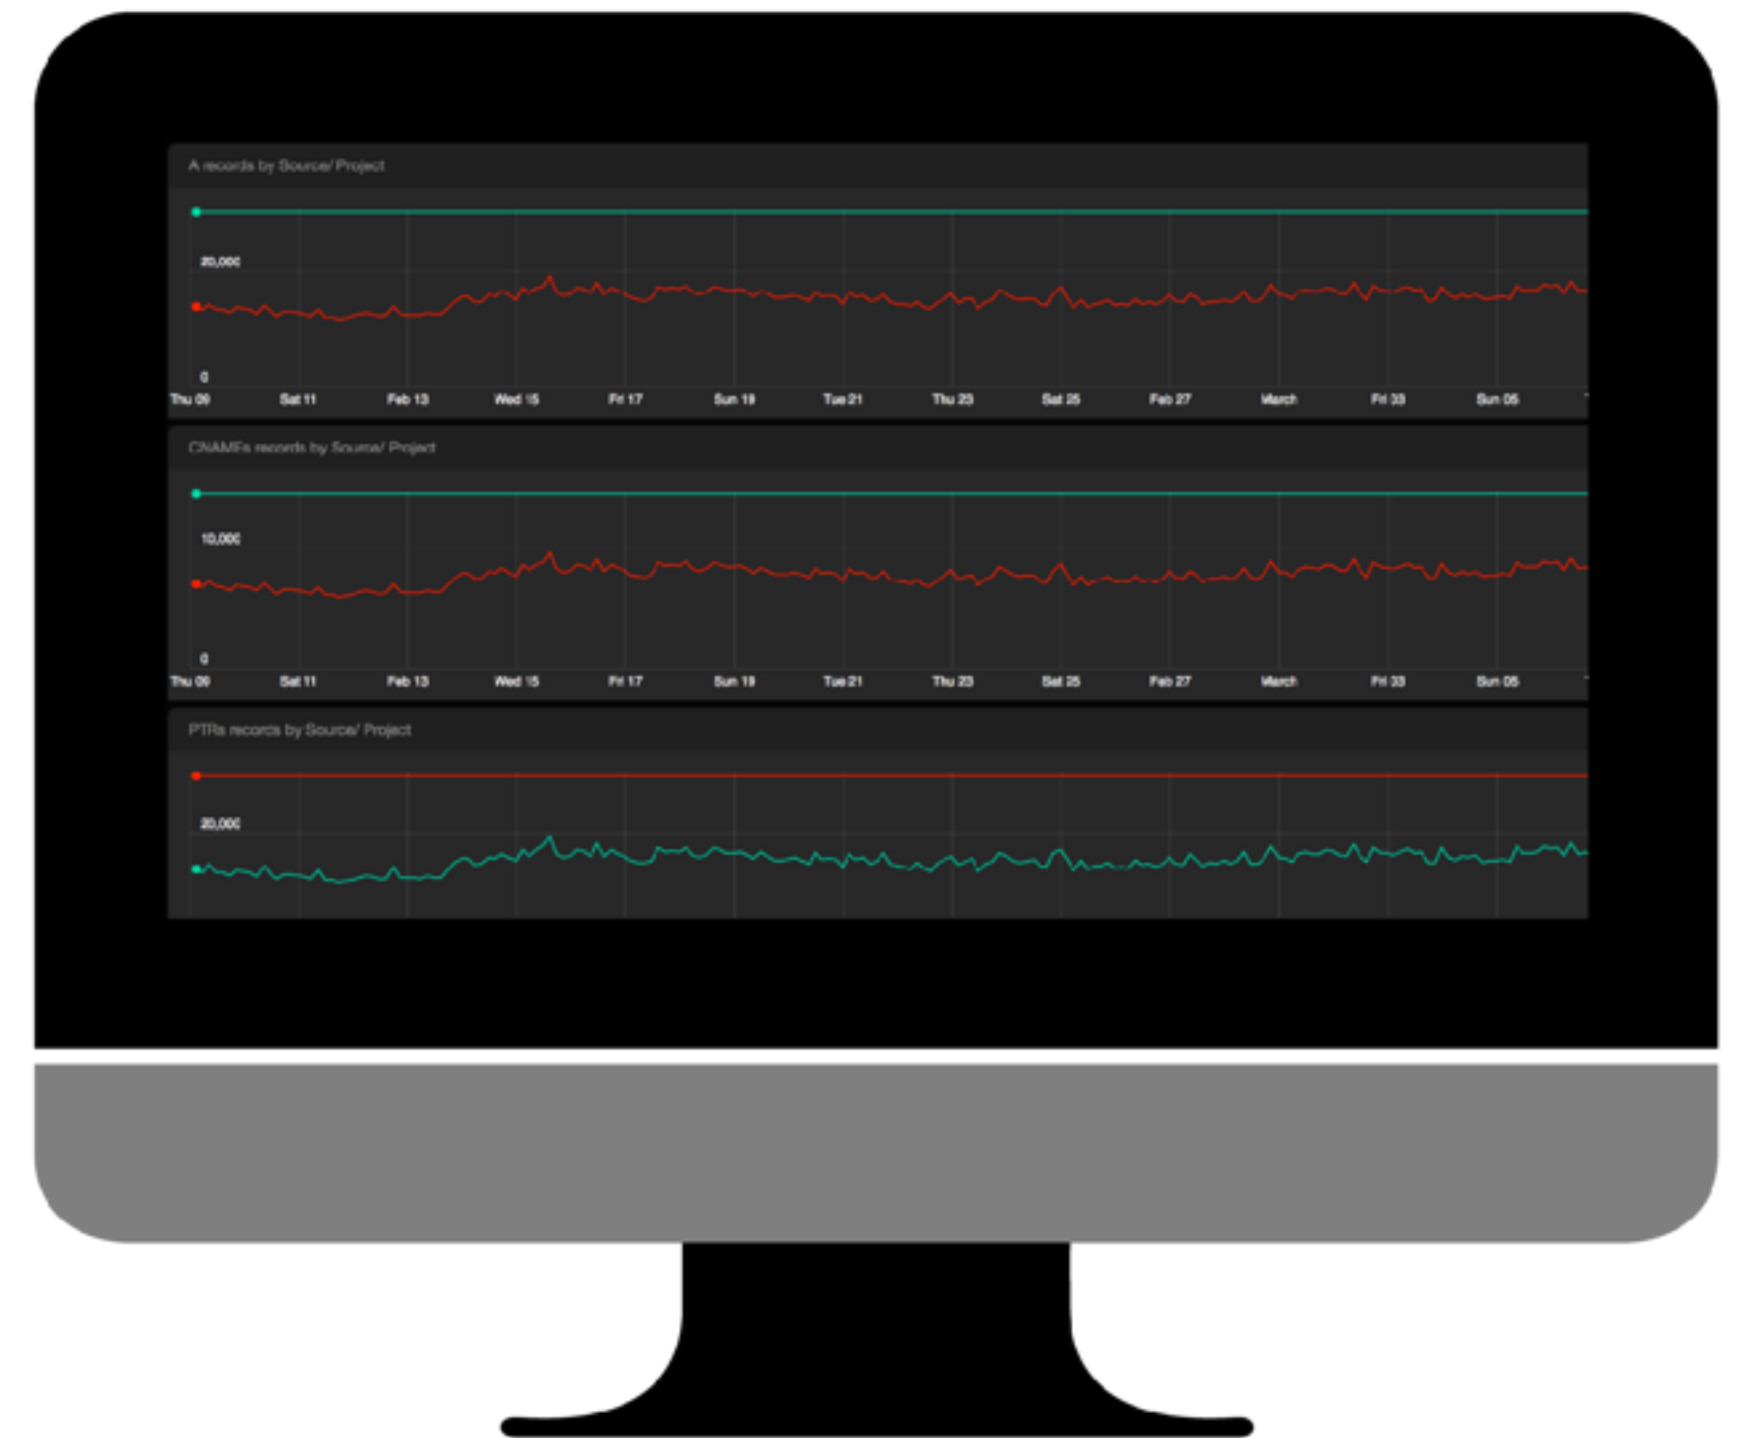 A records by Source/ Project
20,000
0
Thu 09 Sat 11 Feb 13 Wed 15 Fri 17 Sun 19 Tue 21 Thu 23 Sat 25 Feb 27 March Fri 03 Sun 05
CNAMEs records by Source/ Project
10,000
0
Thu 09 Sat 11 Feb 13 Wed 15 Fri 17 Sun 19 Tue 21 Thu 23 Sat 25 Feb 27 March Fri 03 Sun 05
PTRs records by Source/ Project
20,000